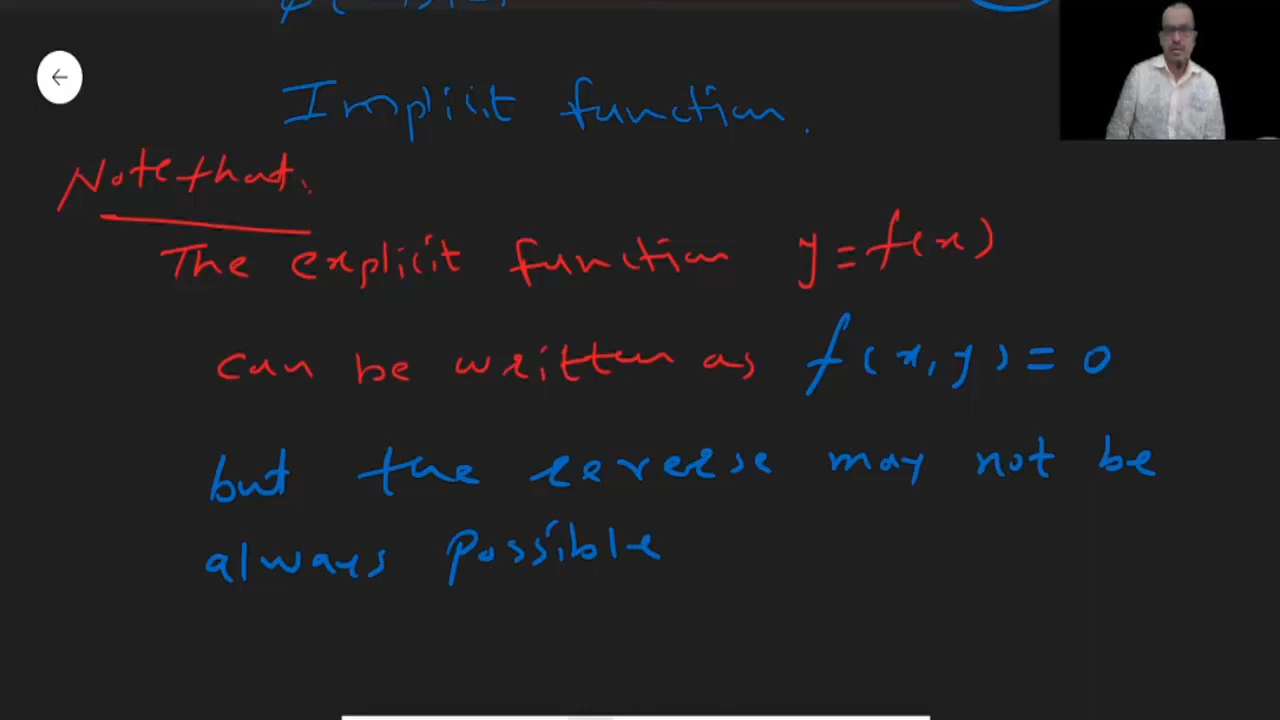 Implicit function.
Note that.
The explicit function y = f(x)
can be written as f(x, y) = 0
but the reverse may not be
always possible